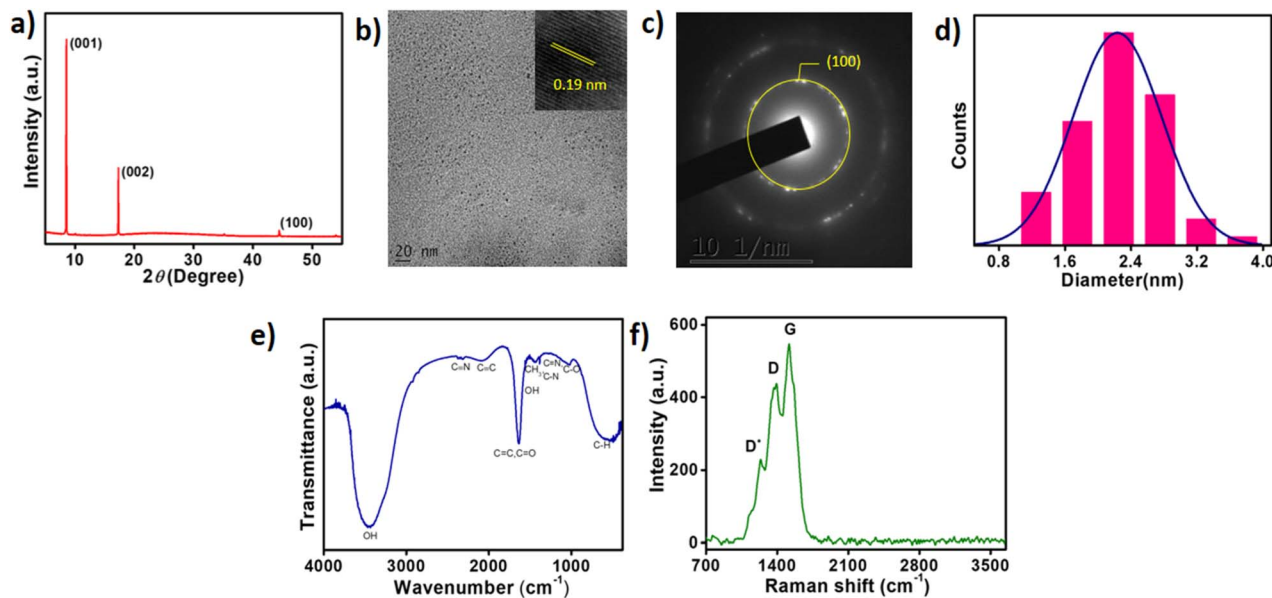 a)
(001)
(002)
(100)
Intensity (a.u.)
10 20 30 40 50
2θ(Degree)
b)
0.19 nm
20 nm
c)
(100)
10 1/nm
d)
Counts
0.8 1.6 2.4 3.2 4.0
Diameter(nm)
e)
Transmittance (a.u.)
C=N C=C
CH3, C=N C-O
C-N
OH
C=C,C=O
C-H
OH
4000 3000 2000 1000
Wavenumber (cm-1)
f)
600
400
200
0
Intensity (a.u.)
G
D
D*
700 1400 2100 2800 3500
Raman shift (cm-1)